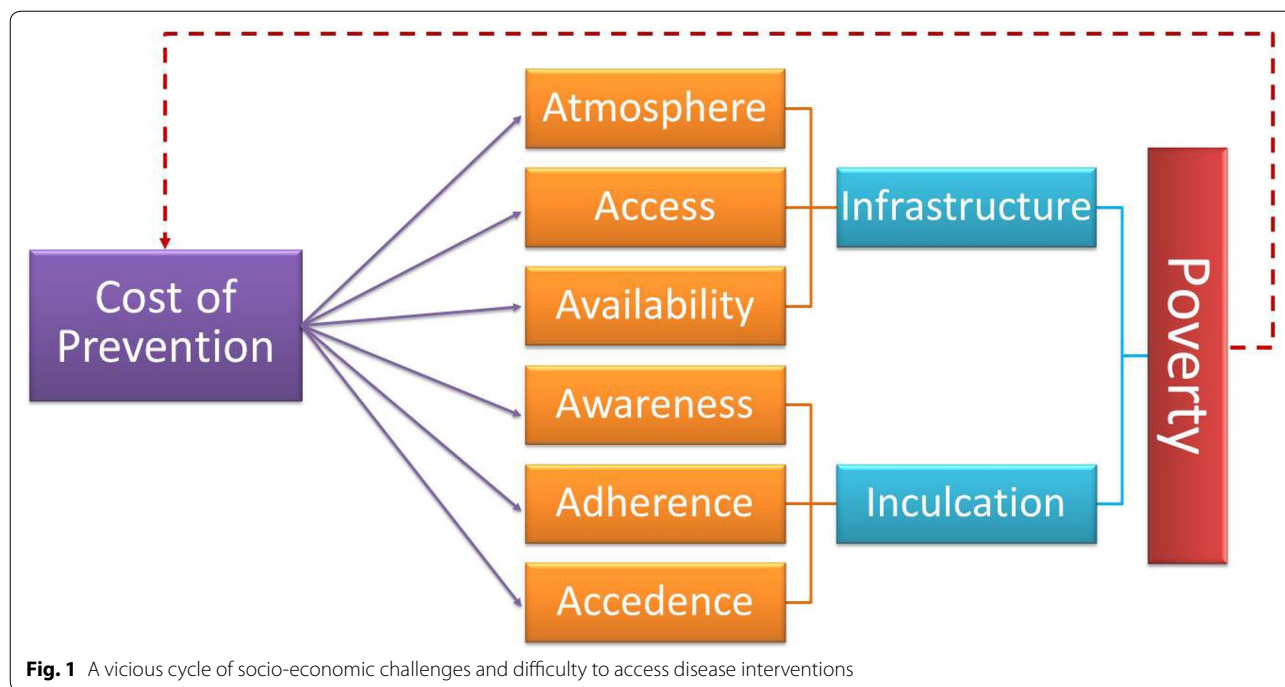 Cost of
Prevention
Atmosphere
Access
Availability
Awareness
Adherence
Accedence
Infrastructure
Inculcation
Poverty
Fig. 1 A vicious cycle of socio-economic challenges and difficulty to access disease interventions